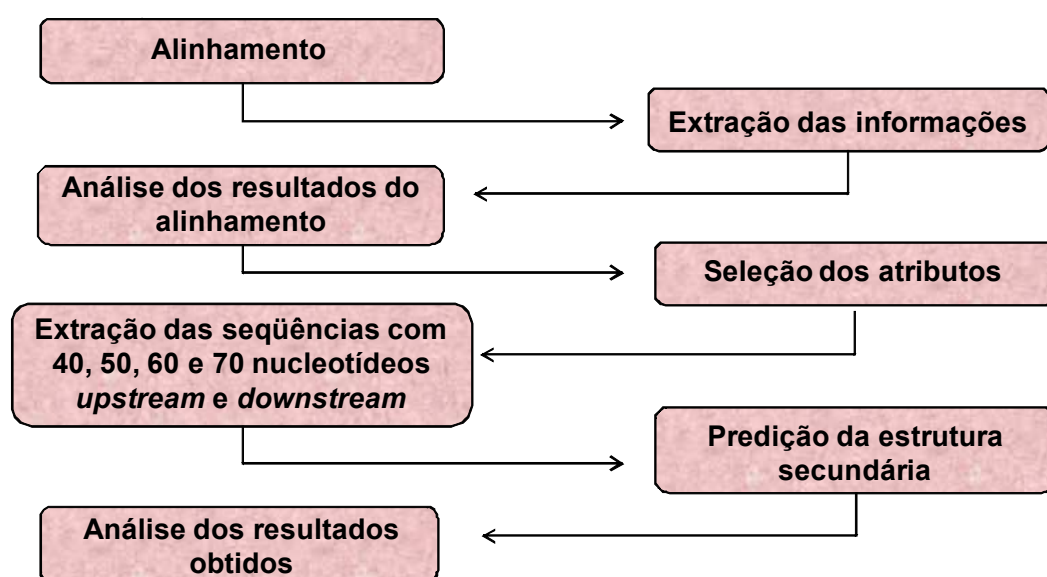 Alinhamento
Extração das informações
Análise dos resultados do
alinhamento
Seleção dos atributos
Extração das seqüências com
40, 50, 60 e 70 nucleotídeos
upstream e downstream
Predição da estrutura
secundária
Análise dos resultados
obtidos